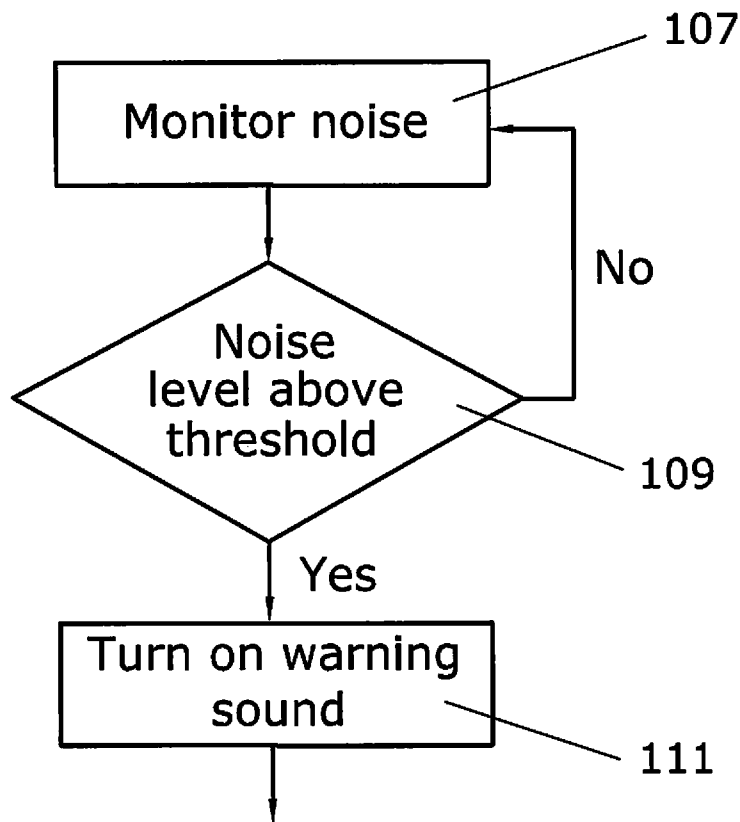 107
Monitor noise
No
Noise
level above
threshold
109
Yes
Turn on warning
sound
111